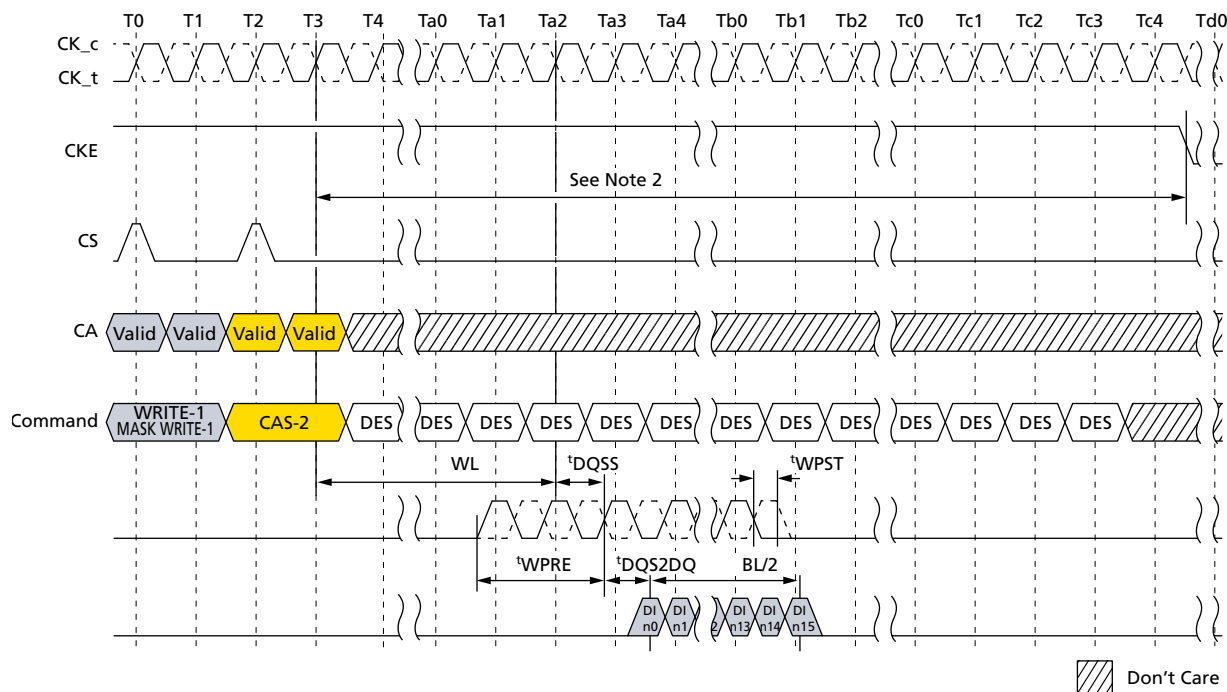 T0 T1 T2 T3 T4 Ta0 Ta1 Ta2 Ta3 Ta4 Tb0 Tb1 Tb2 Tc0 Tc1 Tc2 Tc3 Tc4 Td0
CK_c
CK_t
CKE
See Note 2
CS
CA Valid Valid Valid Valid
Command WRITE-1 MASK WRITE-1 CAS-2 DES DES DES DES DES DES DES DES DES DES DES DES DES
WL tDQSS tWPST
tWPRE tDQS2DQ BL/2
DI n0 DI n1 2 DI n13 DI n14 DI n15
Don't Care